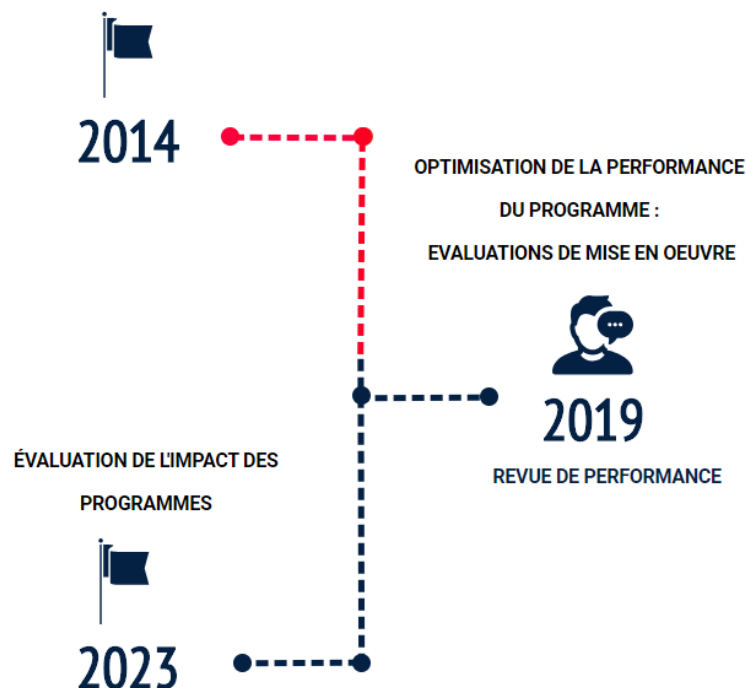 2014
OPTIMISATION DE LA PERFORMANCE
DU PROGRAMME :
EVALUATIONS DE MISE EN OEUVRE
2019
REVUE DE PERFORMANCE
ÉVALUATION DE L'IMPACT DES
PROGRAMMES
2023